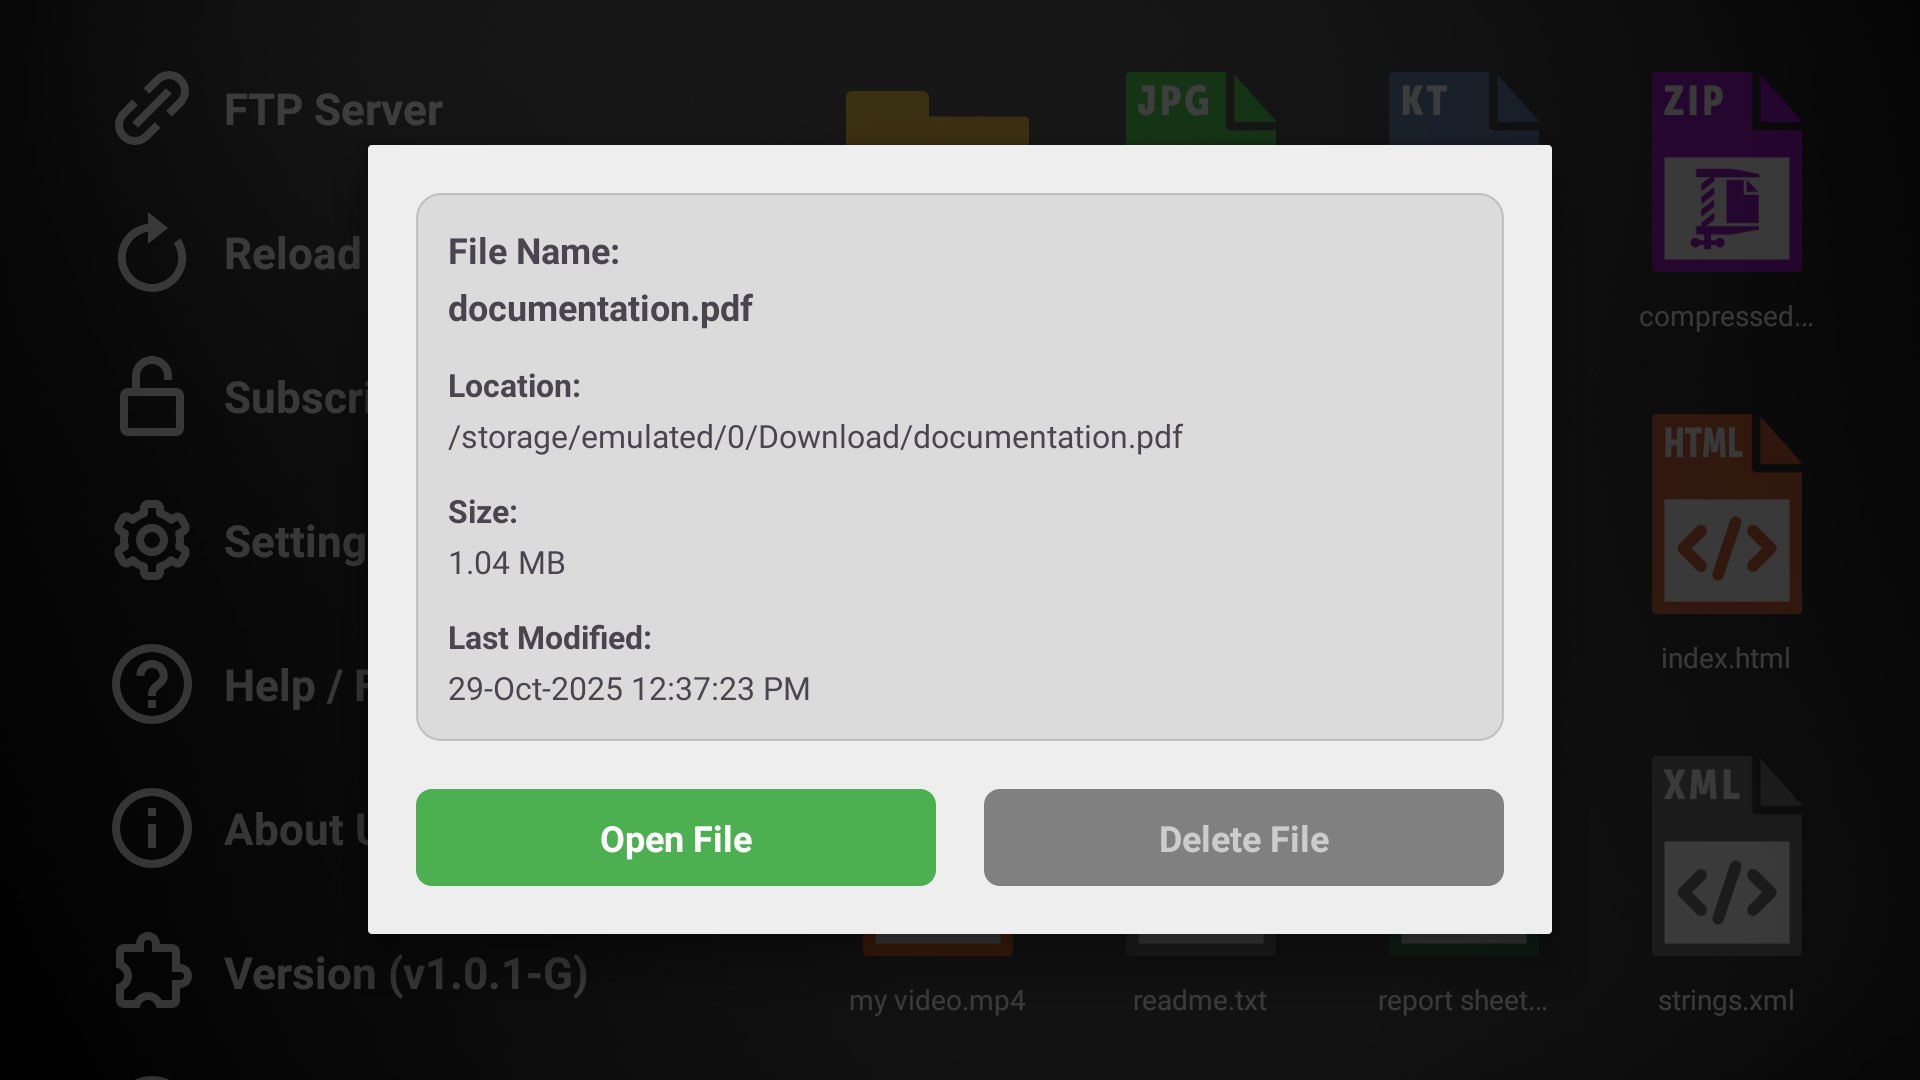 FTP Server
Reload
Subscri
Setting
Help /
About
Version (v1.0.1-G)
JPG
KT
ZIP
compressed...
HTML
index.html
XML
my video.mp4
readme.txt
report sheet...
strings.xml
File Name:
documentation.pdf
Location:
/storage/emulated/0/Download/documentation.pdf
Size:
1.04 MB
Last Modified:
29-Oct-2025 12:37:23 PM
Open File
Delete File